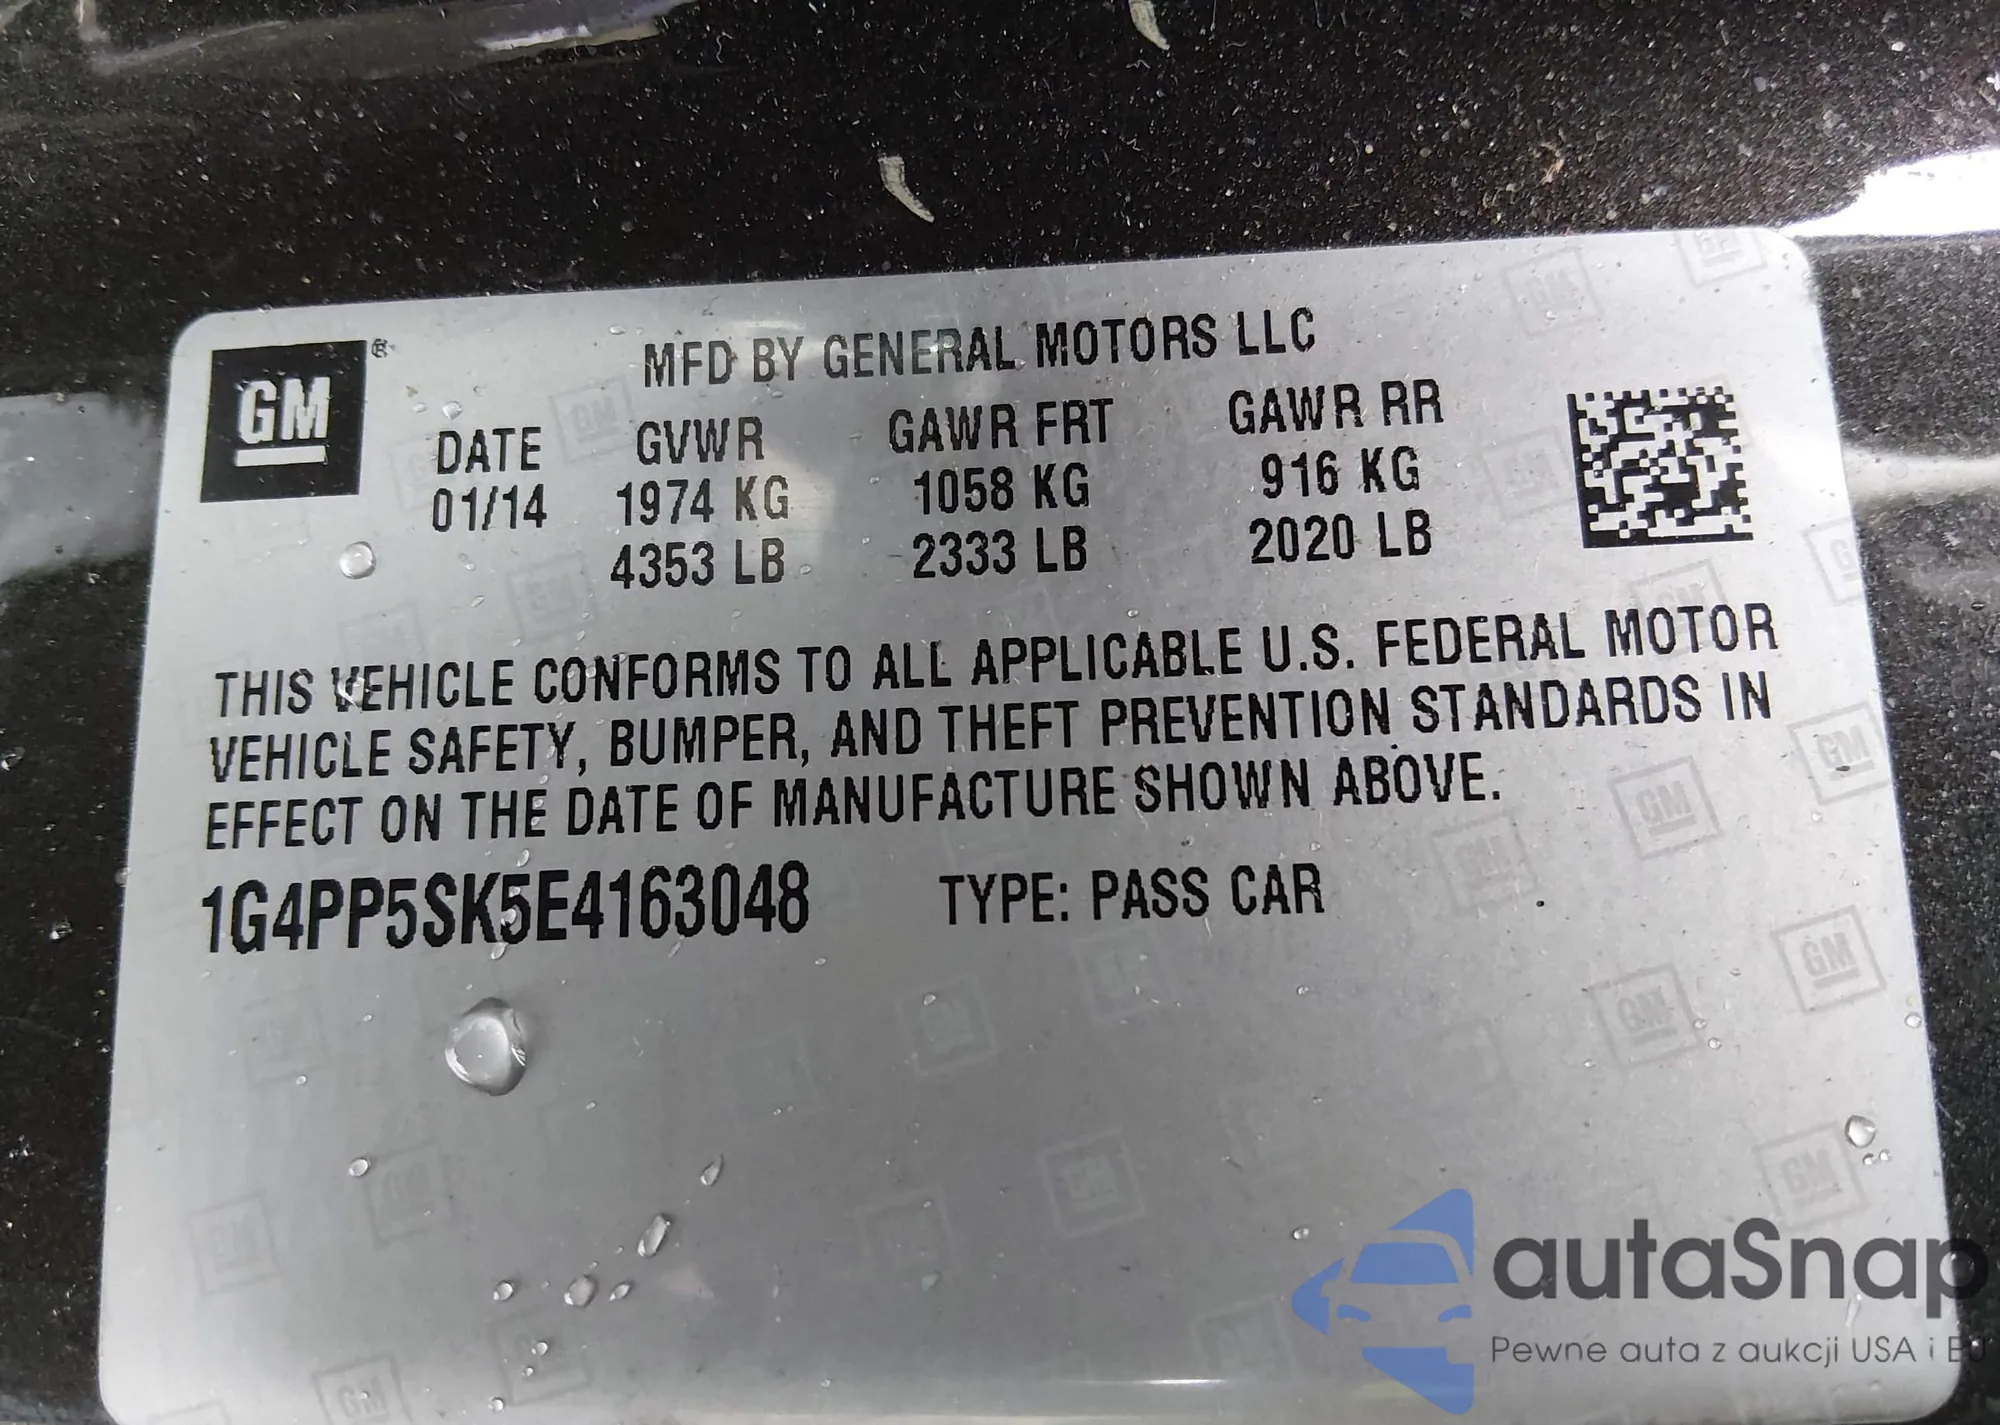 GM ®
MFD BY GENERAL MOTORS LLC
DATE GVWR GAWR FRT GAWR RR
01/14 1974 KG 1058 KG 916 KG
4353 LB 2333 LB 2020 LB
THIS VEHICLE CONFORMS TO ALL APPLICABLE U.S. FEDERAL MOTOR
VEHICLE SAFETY, BUMPER, AND THEFT PREVENTION STANDARDS IN
EFFECT ON THE DATE OF MANUFACTURE SHOWN ABOVE.
1G4PP5SK5E4163048 TYPE: PASS CAR
autaSnap
Pewne auta z aukcji USA i EU